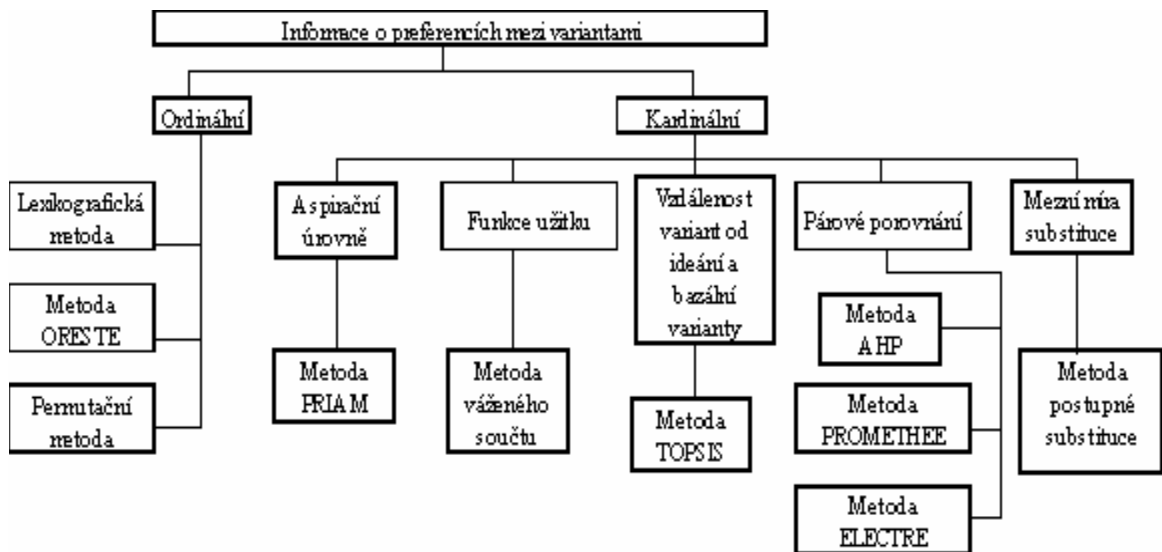 Informace o preferencích mezi variantami
Ordinální
Kardinální
Lexikografická
metoda
Metoda
ORESTE
Permutační
metoda
Aspirační
úrovně
Metoda
PRIAM
Funkce užitku
Metoda
váženého
součtu
Vzdálenost
variant od
ideání a
bazální
varianty
Metoda
TOPSIS
Párové porovnání
Metoda
AHP
Metoda
PROMETHEE
Metoda
ELECTRE
Mezní míra
substituce
Metoda
postupné
substituce